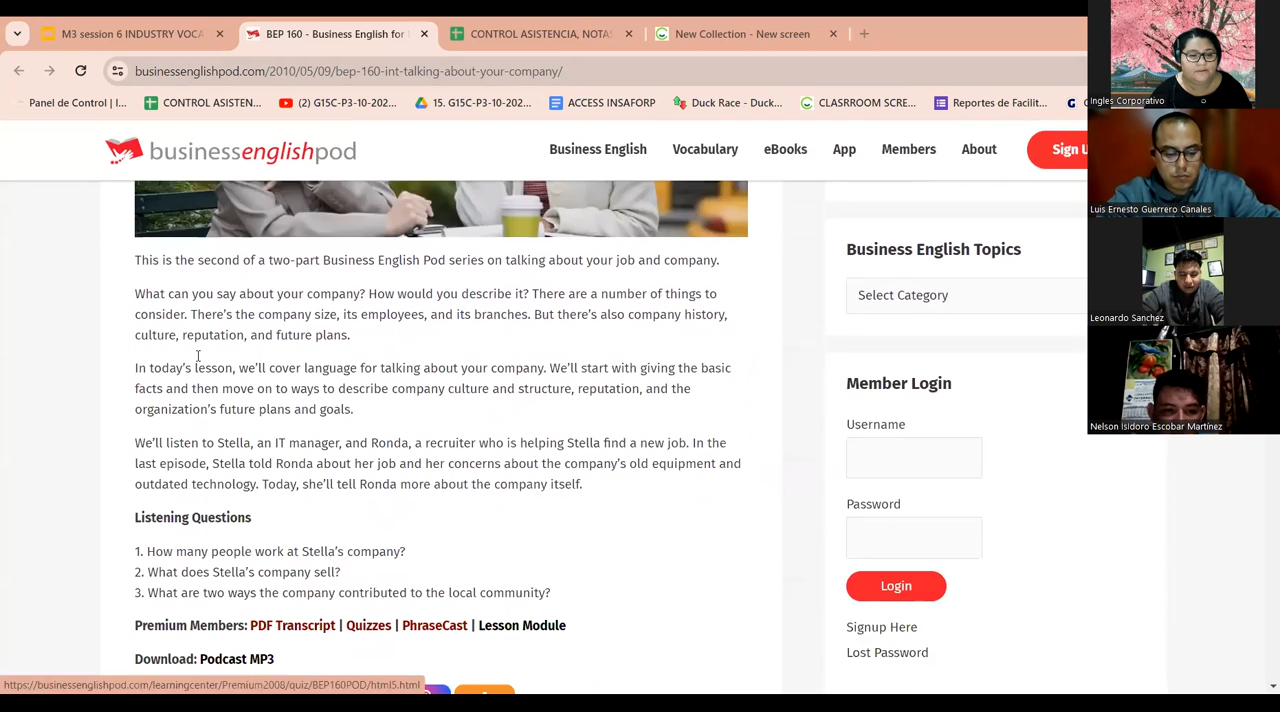 M3 session 6 INDUSTRY VOCA
BEP 160 - Business English for
CONTROL ASISTENCIA, NOTAS
New Collection - New screen
businessenglishpod.com/2010/05/09/bep-160-int-talking-about-your-company/
Panel de Control | I...
CONTROL ASISTEN...
(2) G15C-P3-10-202...
15. G15C-P3-10-202...
ACCESS INSAFORP
Duck Race - Duck...
CLASRROOM SCRE...
Reportes de Facilit...
businessenglishpod
Business English
Vocabulary
eBooks
App
Members
About
Sign U
This is the second of a two-part Business English Pod series on talking about your job and company.
What can you say about your company? How would you describe it? There are a number of things to
consider. There's the company size, its employees, and its branches. But there's also company history,
culture, reputation, and future plans.
In today's lesson, we'll cover language for talking about your company. We'll start with giving the basic
facts and then move on to ways to describe company culture and structure, reputation, and the
organization's future plans and goals.
We'll listen to Stella, an IT manager, and Ronda, a recruiter who is helping Stella find a new job. In the
last episode, Stella told Ronda about her job and her concerns about the company's old equipment and
outdated technology. Today, she'll tell Ronda more about the company itself.
Listening Questions
1. How many people work at Stella's company?
2. What does Stella's company sell?
3. What are two ways the company contributed to the local community?
Premium Members: PDF Transcript | Quizzes | PhraseCast | Lesson Module
Download: Podcast MP3
https://businessenglishpod.com/learningcenter/Premium2008/quiz/BEP160POD/html5.html
Business English Topics
Select Category
Member Login
Username
Password
Login
Signup Here
Lost Password
Ingles Corporativo
Luis Ernesto Guerrero Canales
Leonardo Sanchez
Nelson Isidoro Escobar Martínez